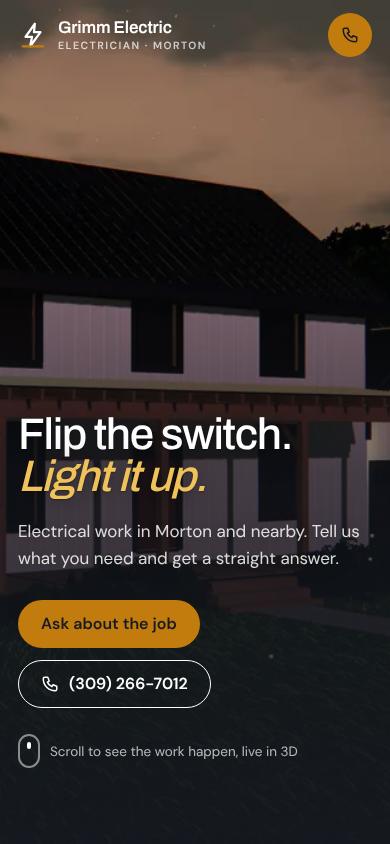 Grimm Electric
ELECTRICIAN · MORTON
Flip the switch.
Light it up.
Electrical work in Morton and nearby. Tell us
what you need and get a straight answer.
Ask about the job
(309) 266-7012
Scroll to see the work happen, live in 3D